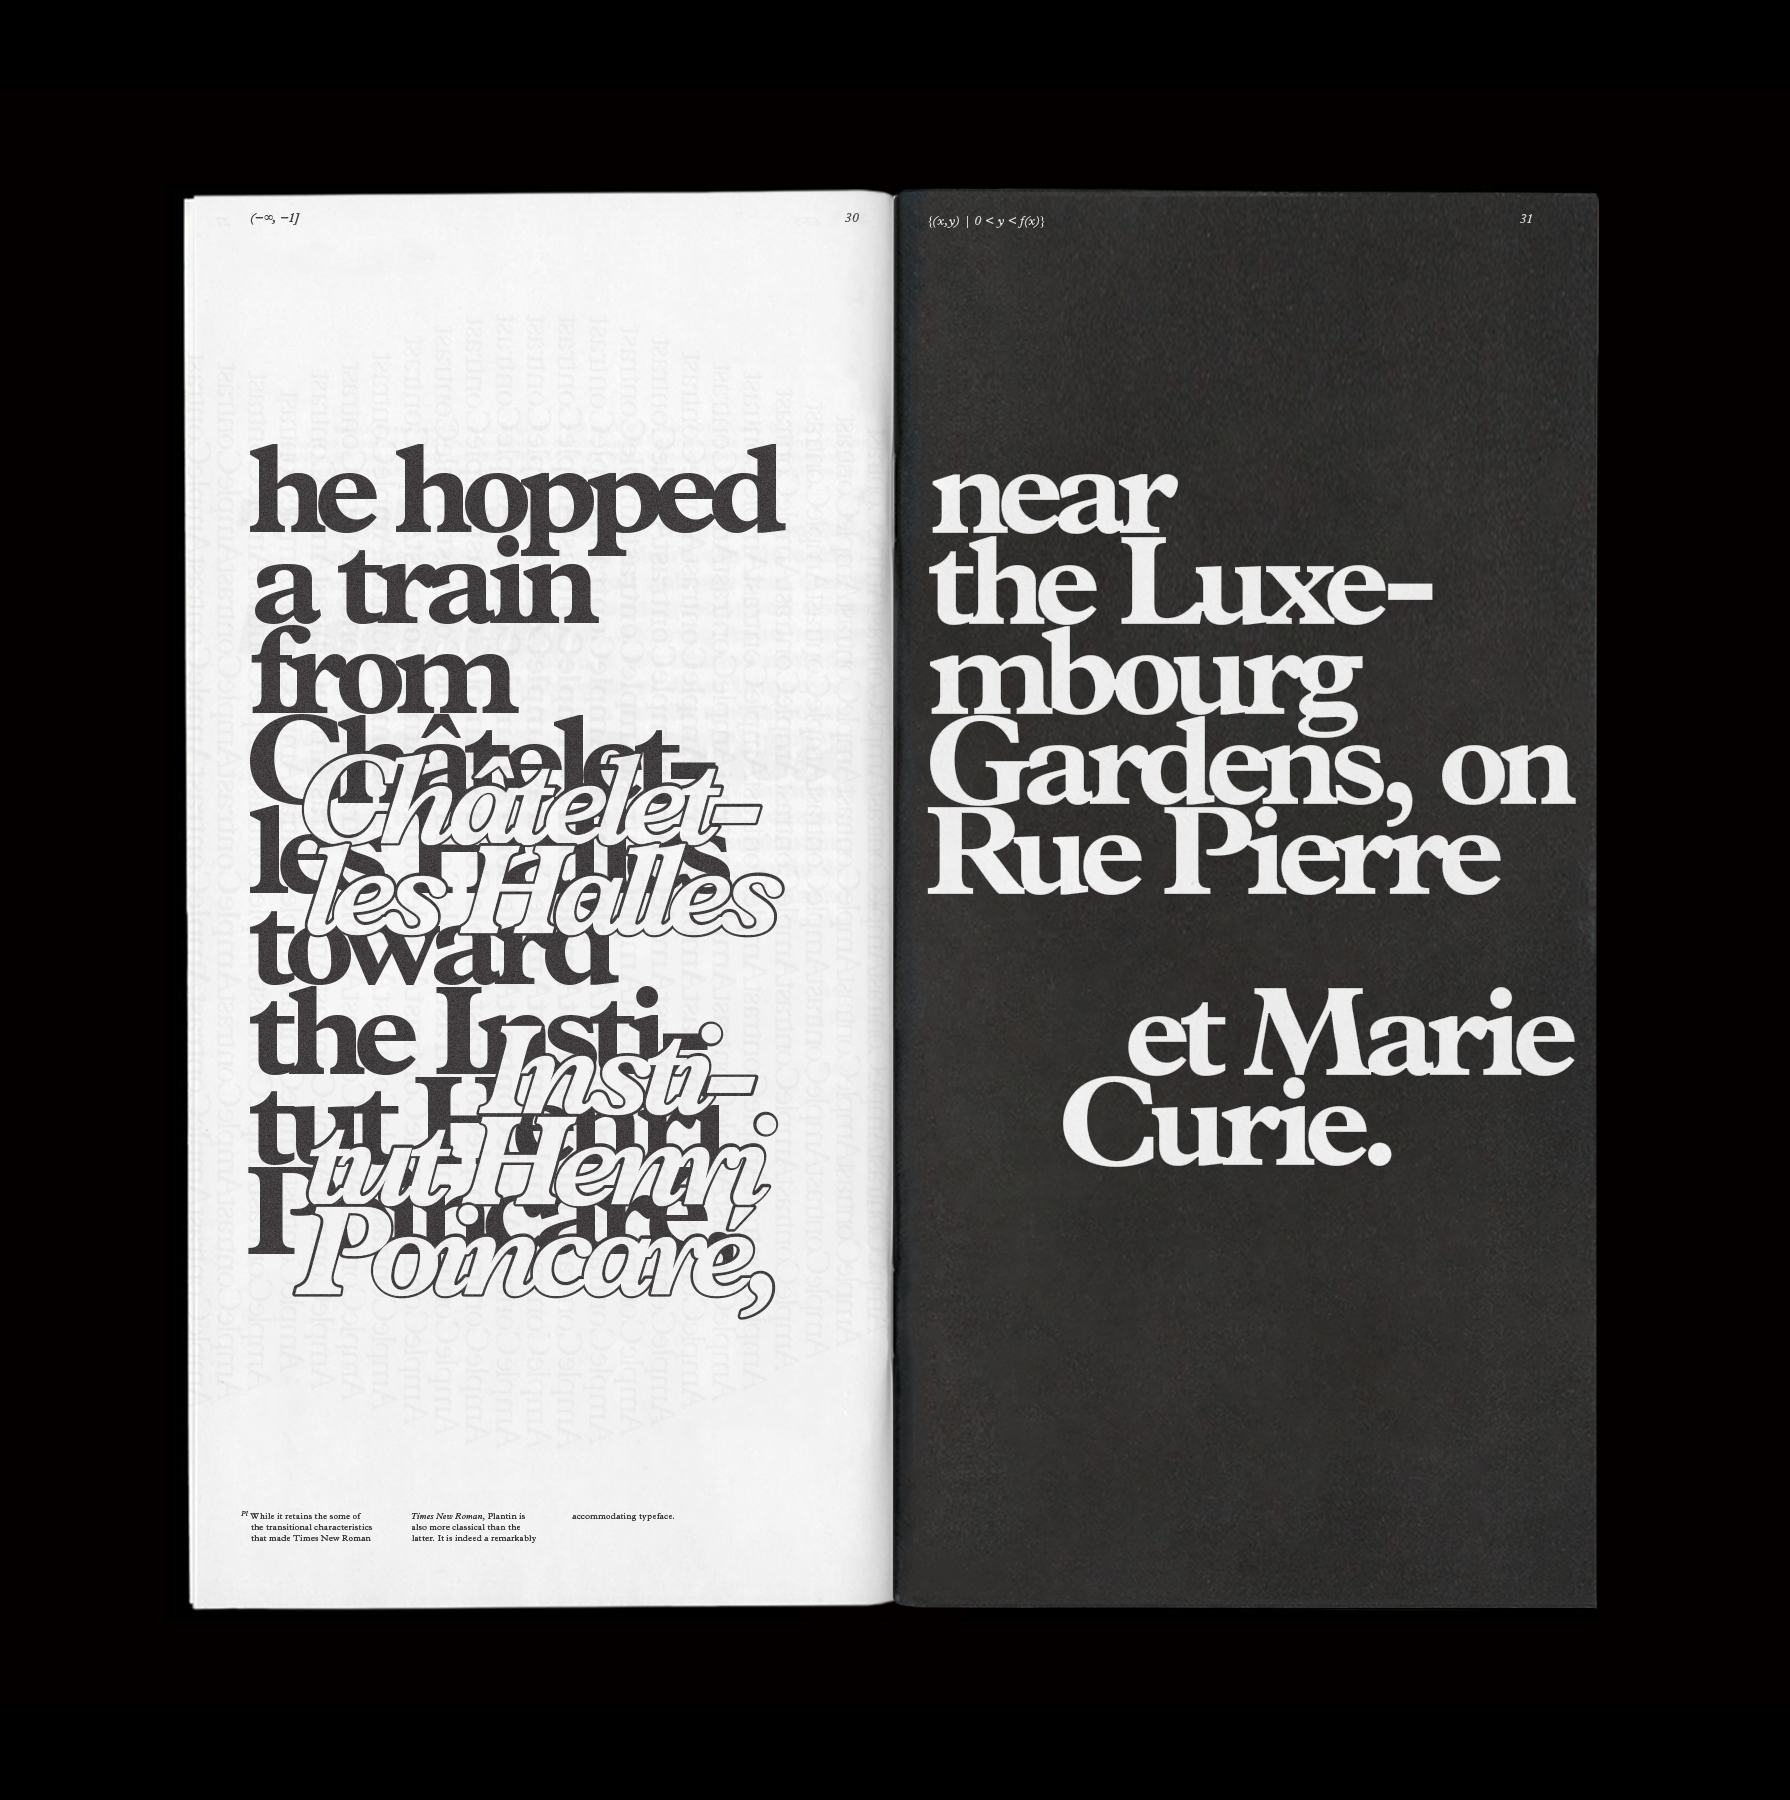 (−∞, −1]
30
he hopped
a train
from
Châtelet-
les Halles
toward
the Insti-
tut Henri
Poincaré,
Châtelet-
les Halles
Insti-
tut Henri
Poincaré,
Pl While it retains the some of
the transitional characteristics
that made Times New Roman
Times New Roman, Plantin is
also more classical than the
latter. It is indeed a remarkably
accommodating typeface.
{(x,y) | 0 < y < f(x)}
31
near
the Luxe-
mbourg
Gardens, on
Rue Pierre
et Marie
Curie.